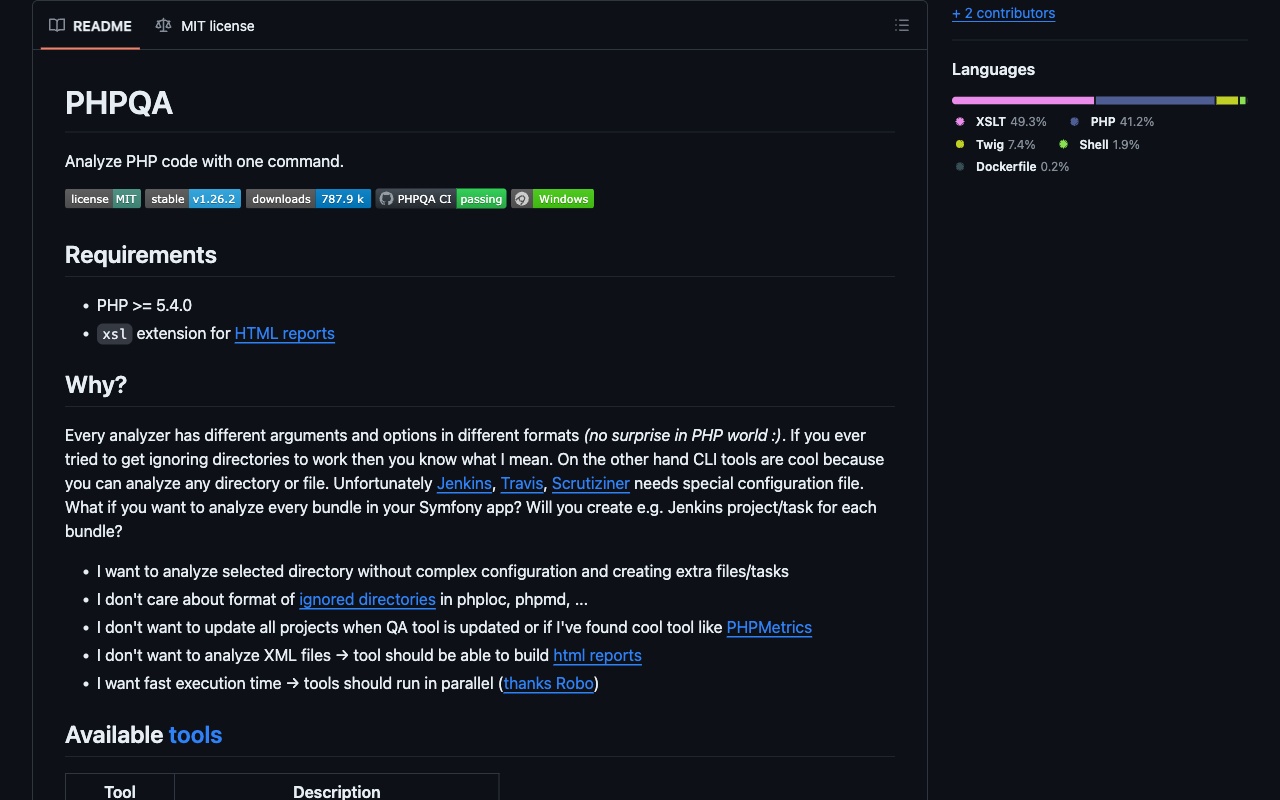 README MIT license
PHPQA
Analyze PHP code with one command.
license MIT stable v1.26.2 downloads 787.9 k PHPQA CI passing Windows
Requirements
• PHP >= 5.4.0
• xsl extension for HTML reports
Why?
Every analyzer has different arguments and options in different formats (no surprise in PHP world :). If you ever
tried to get ignoring directories to work then you know what I mean. On the other hand CLI tools are cool because
you can analyze any directory or file. Unfortunately Jenkins, Travis, Scrutiziner needs special configuration file.
What if you want to analyze every bundle in your Symfony app? Will you create e.g. Jenkins project/task for each
bundle?
• I want to analyze selected directory without complex configuration and creating extra files/tasks
• I don't care about format of ignored directories in phploc, phpmd, ...
• I don't want to update all projects when QA tool is updated or if I've found cool tool like PHPMetrics
• I don't want to analyze XML files → tool should be able to build html reports
• I want fast execution time → tools should run in parallel (thanks Robo)
Available tools
Tool Description
+ 2 contributors
Languages
XSLT 49.3% PHP 41.2%
Twig 7.4% Shell 1.9%
Dockerfile 0.2%